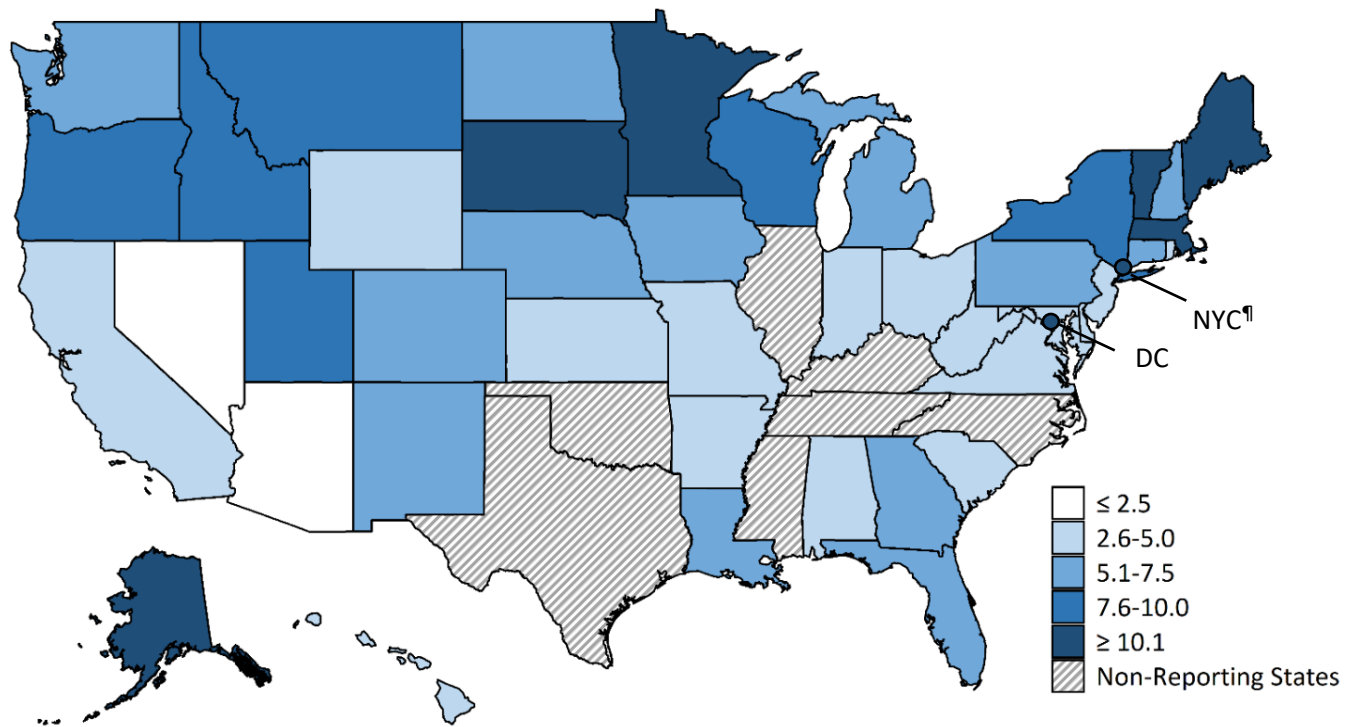 NYC¶
DC
≤ 2.5
2.6-5.0
5.1-7.5
7.6-10.0
≥ 10.1
Non-Reporting States